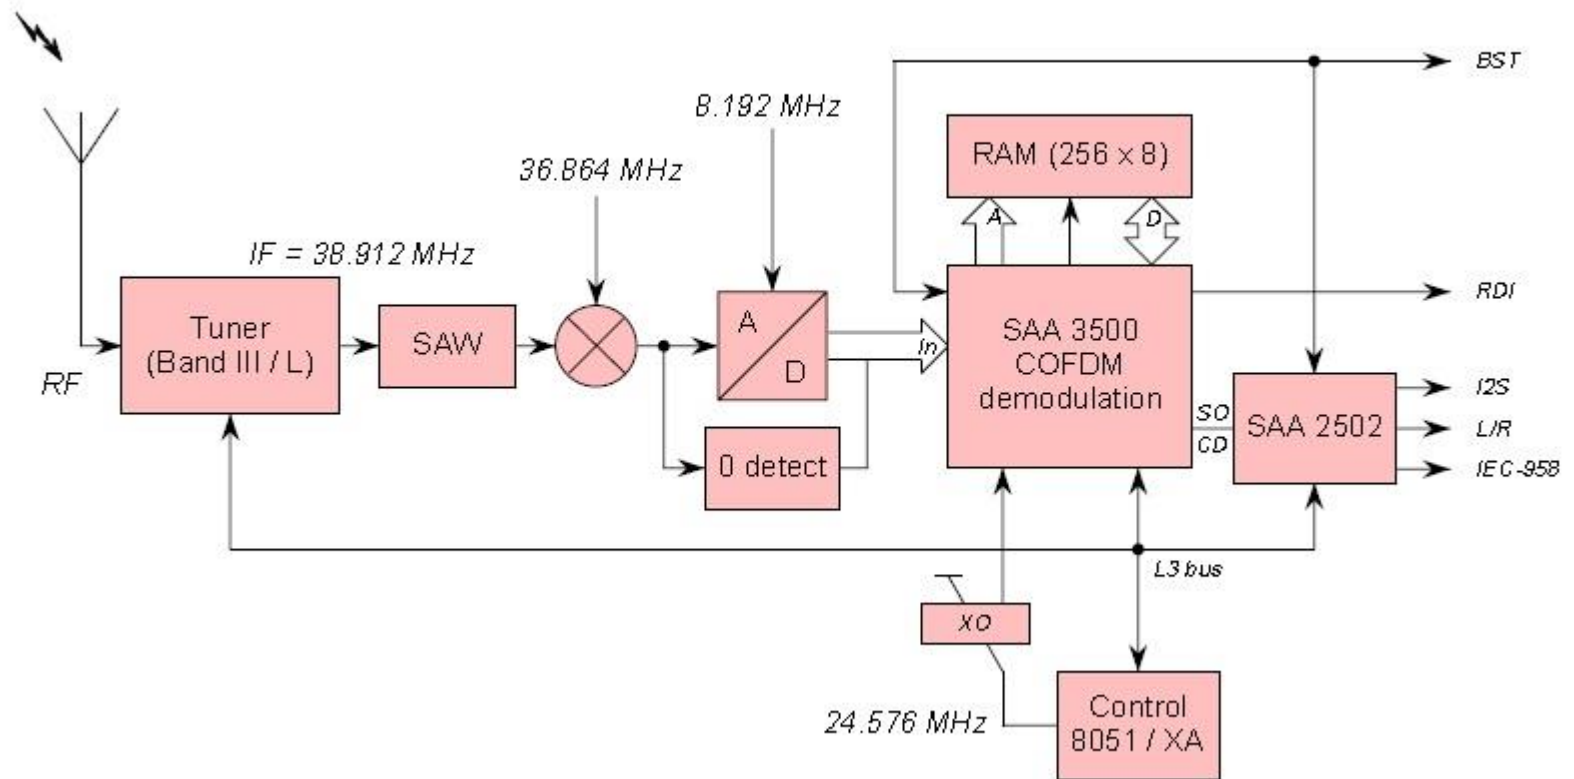 BST
8.192 MHz
RAM (256 x 8)
36.864 MHz
A
D
IF = 38.912 MHz
RDI
Tuner
(Band III / L)
SAW
A
D
In
SAA 3500
COFDM
demodulation
RF
SO
CD
SAA 2502
I2S
L/R
IEC-958
0 detect
L3 bus
XO
24.576 MHz
Control
8051 / XA